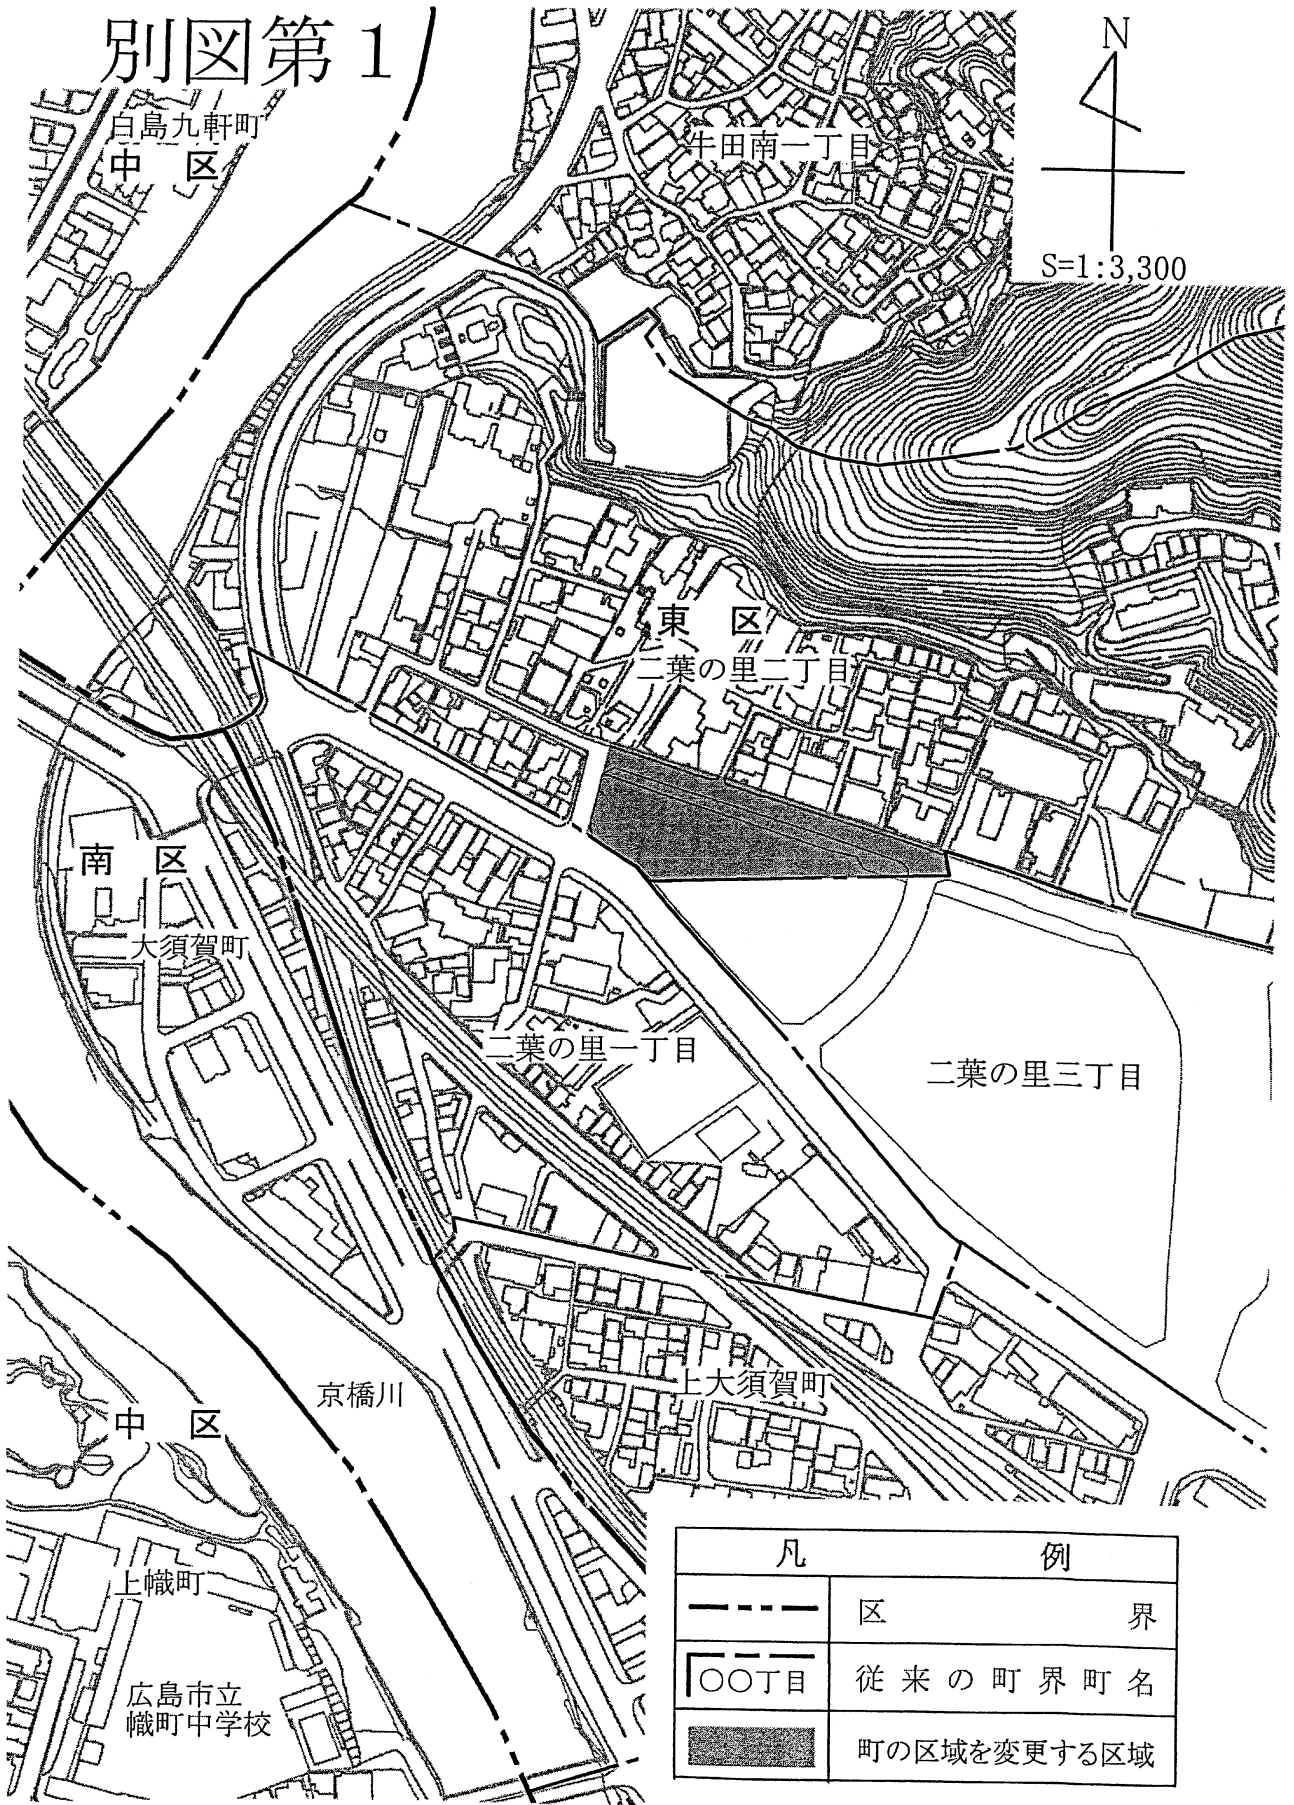 別図第1
N
S=1:3,300
白島九軒町
中区
牛田南一丁目
東区
二葉の里二丁目
南区
大須賀町
二葉の里一丁目
二葉の里三丁目
上大須賀町
京橋川
中区
上幟町
広島市立
幟町中学校
凡例
区界
○○丁目 従来の町界町名
町の区域を変更する区域